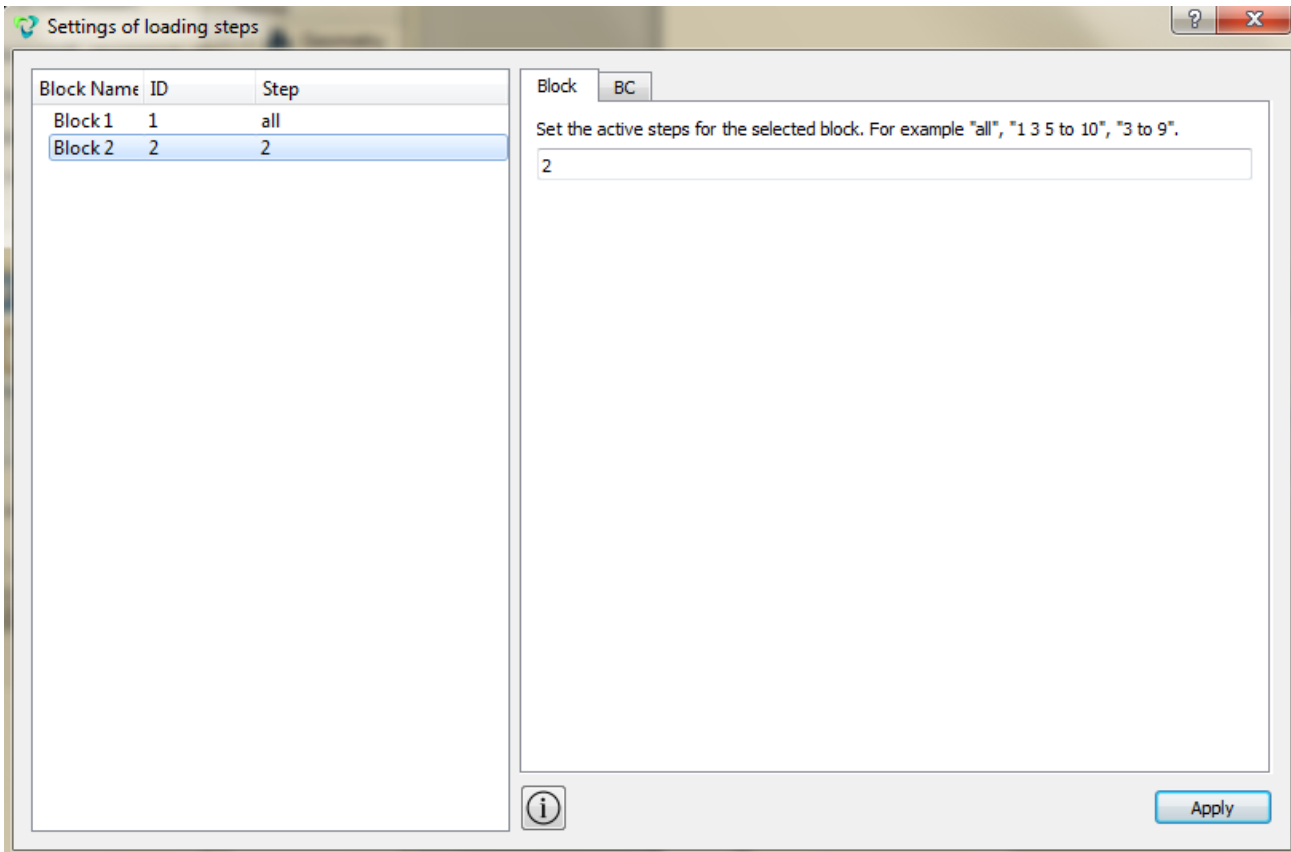 Settings of loading steps
Block Name ID Step
Block 1 1 all
Block 2 2 2
Block BC
Set the active steps for the selected block. For example "all", "1 3 5 to 10", "3 to 9".
2
Apply